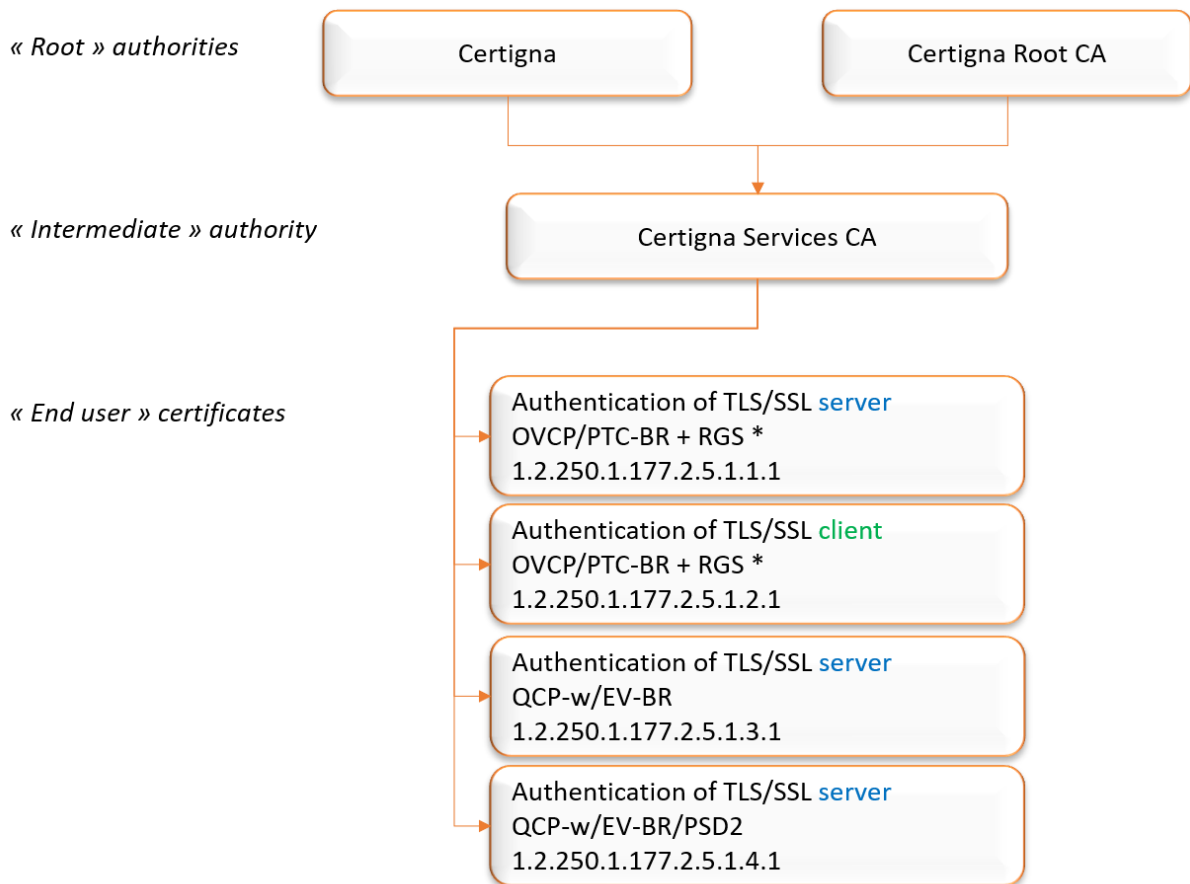 « Root » authorities
Certigna
Certigna Root CA
« Intermediate » authority
Certigna Services CA
« End user » certificates
Authentication of TLS/SSL server
OVCP/PTC-BR + RGS *
1.2.250.1.177.2.5.1.1.1
Authentication of TLS/SSL client
OVCP/PTC-BR + RGS *
1.2.250.1.177.2.5.1.2.1
Authentication of TLS/SSL server
QCP-w/EV-BR
1.2.250.1.177.2.5.1.3.1
Authentication of TLS/SSL server
QCP-w/EV-BR/PSD2
1.2.250.1.177.2.5.1.4.1